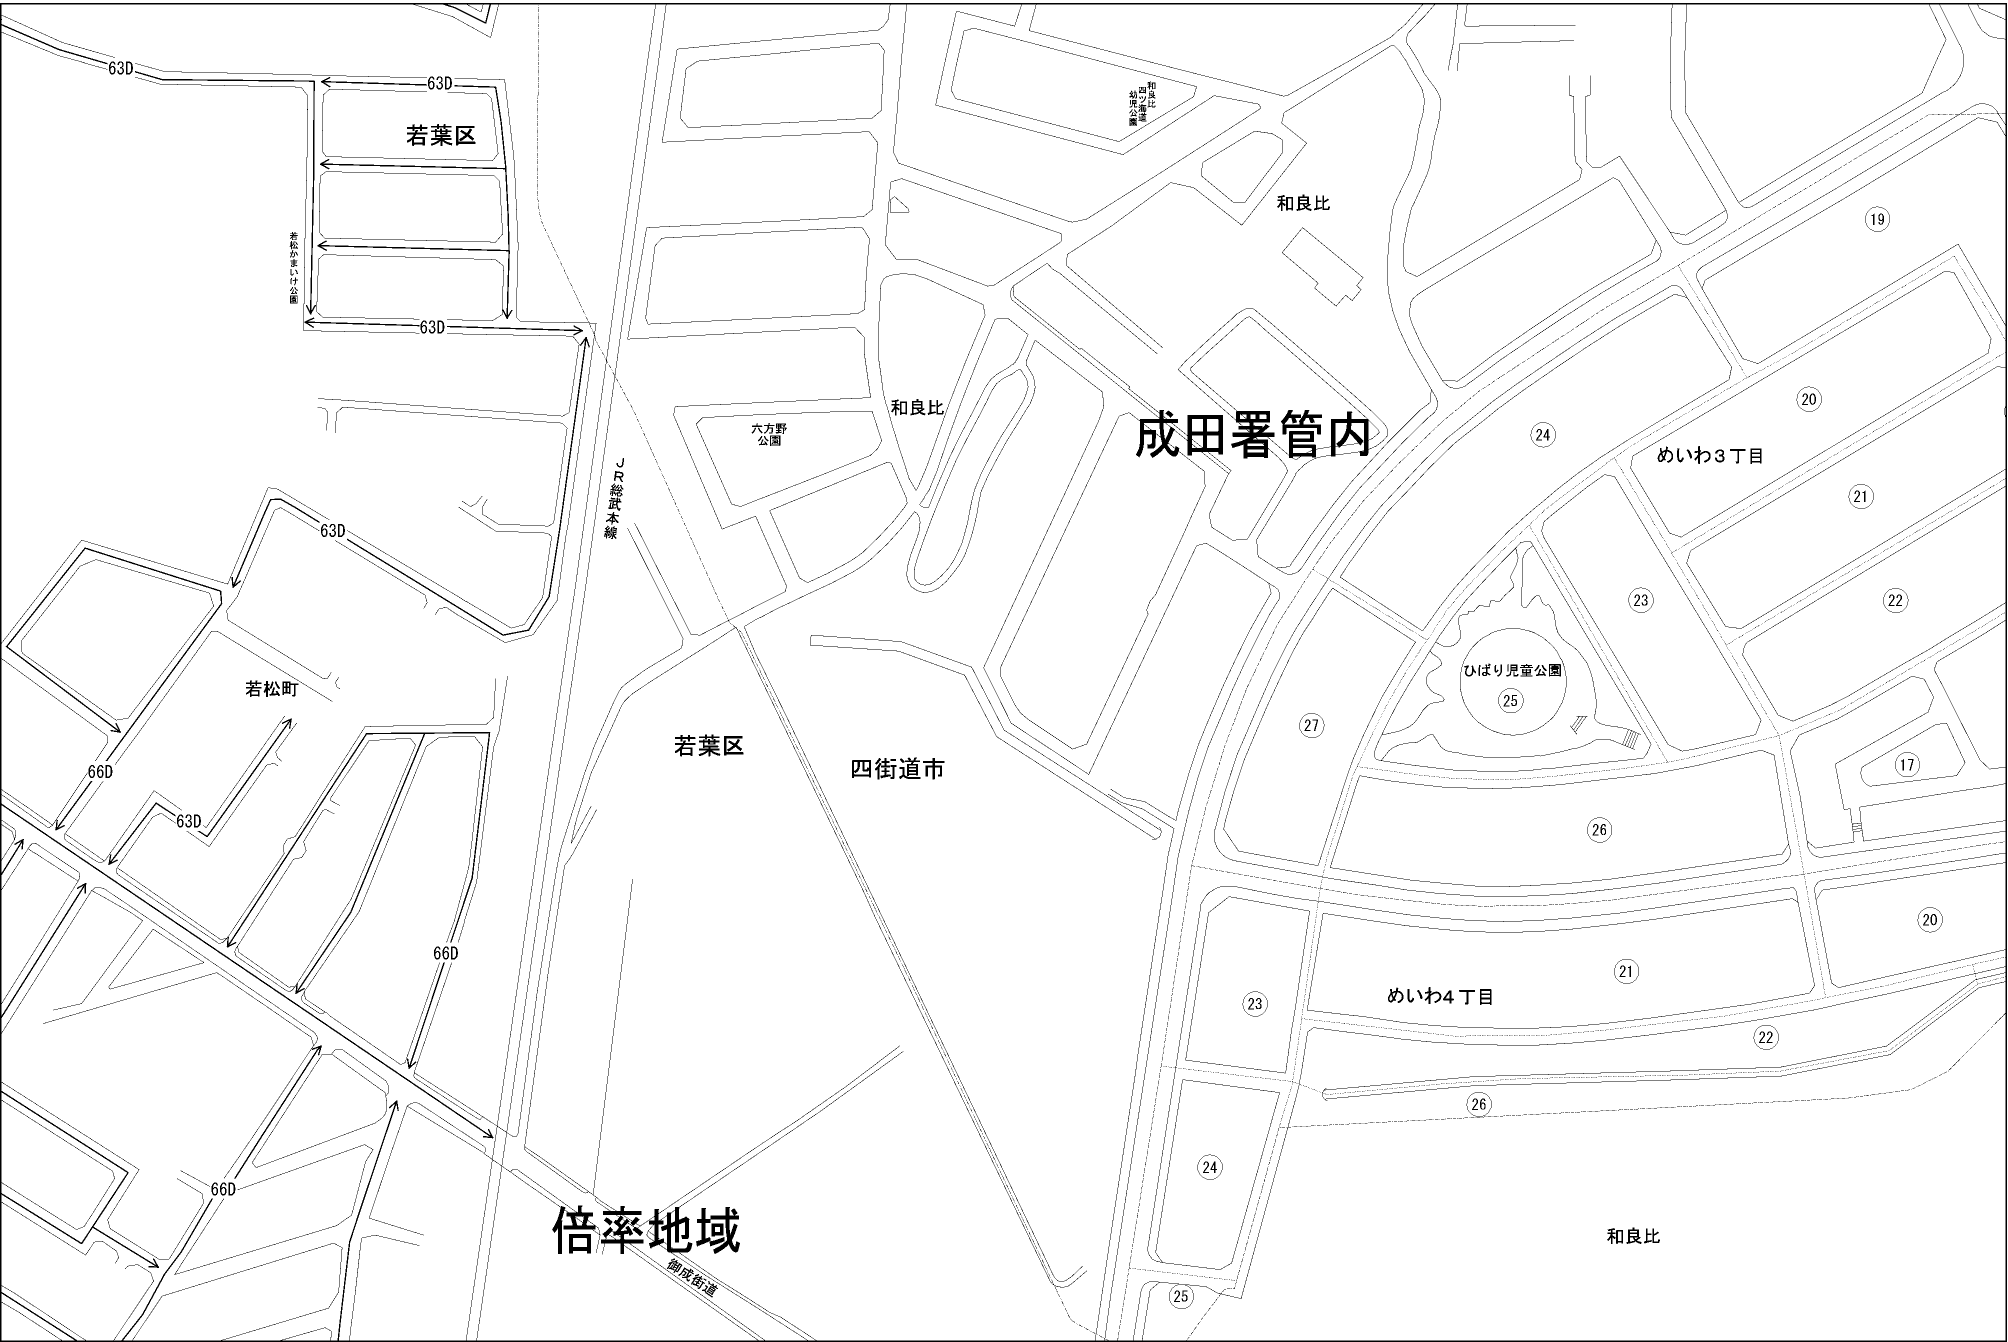 63D
63D
若葉区
和良比
四ツ海道
幼児公園
和良比
19
若松かまいけ公園
63D
20
和良比
六方野
公園
成田署管内
24
めいわ3丁目
JR総武本線
21
63D
23
22
ひばり児童公園
25
若松町
27
若葉区
四街道市
17
66D
63D
26
66D
20
21
めいわ4丁目
23
22
26
24
66D
倍率地域
和良比
御成街道
25